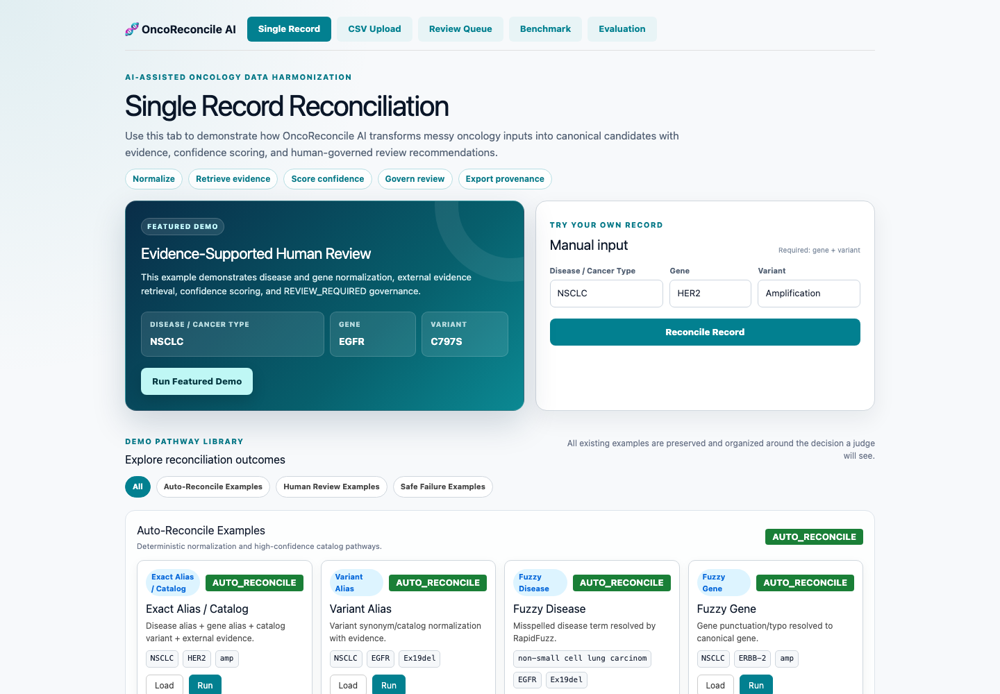 🧬 OncoReconcile AI
Single Record
CSV Upload
Review Queue
Benchmark
Evaluation
AI-ASSISTED ONCOLOGY DATA HARMONIZATION
Single Record Reconciliation
Use this tab to demonstrate how OncoReconcile AI transforms messy oncology inputs into canonical candidates with
evidence, confidence scoring, and human-governed review recommendations.
Normalize
Retrieve evidence
Score confidence
Govern review
Export provenance
FEATURED DEMO
Evidence-Supported Human Review
This example demonstrates disease and gene normalization, external evidence
retrieval, confidence scoring, and REVIEW_REQUIRED governance.
DISEASE / CANCER TYPE
NSCLC
GENE
EGFR
VARIANT
C797S
Run Featured Demo
TRY YOUR OWN RECORD
Manual input
Required: gene + variant
Disease / Cancer Type
Gene
Variant
NSCLC
HER2
Amplification
Reconcile Record
DEMO PATHWAY LIBRARY
Explore reconciliation outcomes
All existing examples are preserved and organized around the decision a judge
will see.
All
Auto-Reconcile Examples
Human Review Examples
Safe Failure Examples
Auto-Reconcile Examples
Deterministic normalization and high-confidence catalog pathways.
AUTO_RECONCILE
Exact Alias
/ Catalog
AUTO_RECONCILE
Exact Alias / Catalog
Disease alias + gene alias + catalog
variant + external evidence.
NSCLC
HER2
amp
Load
Run
Variant
Alias
AUTO_RECONCILE
Variant Alias
Variant synonym/catalog normalization
with evidence.
NSCLC
EGFR
Ex19del
Load
Run
Fuzzy
Disease
AUTO_RECONCILE
Fuzzy Disease
Misspelled disease term resolved by
RapidFuzz.
non-small cell lung carcinom
EGFR
Ex19del
Fuzzy
Gene
AUTO_RECONCILE
Fuzzy Gene
Gene punctuation/typo resolved to
canonical gene.
NSCLC
ERBB-2
amp
Load
Run